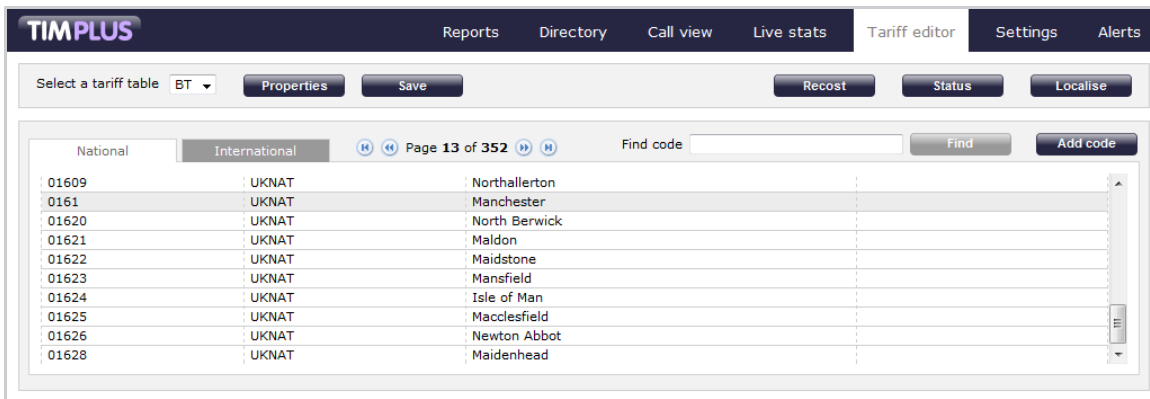 TIMPLUS Reports Directory Call view Live stats Tariff editor Settings Alerts
Select a tariff table BT Properties Save Recost Status Localise
National International Page 13 of 352 Find code Find Add code
01609 UKNAT Northallerton
0161 UKNAT Manchester
01620 UKNAT North Berwick
01621 UKNAT Maldon
01622 UKNAT Maidstone
01623 UKNAT Mansfield
01624 UKNAT Isle of Man
01625 UKNAT Macclesfield
01626 UKNAT Newton Abbot
01628 UKNAT Maidenhead